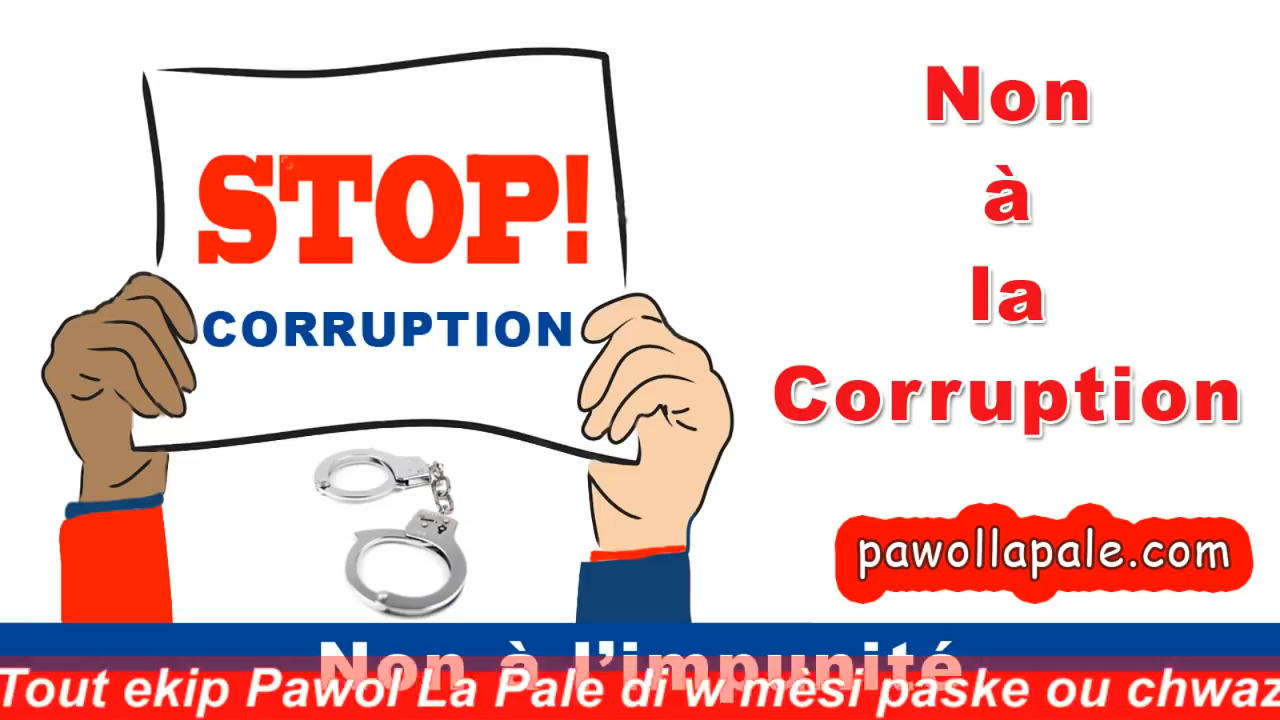 STOP!
CORRUPTION
Non
à
la
Corruption
pawollapale.com
Non à l'impunité
Tout ekip Pawol La Pale di w mèsi paske ou chwaz